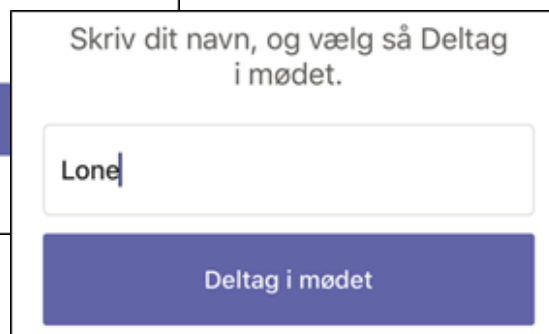 Skriv dit navn, og vælg så Deltag
i mødet.
Lone
Deltag i mødet